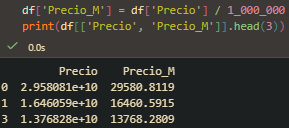 df['Precio_M'] = df['Precio'] / 1_000_000
print(df[['Precio', 'Precio_M']].head(3))
✓ 0.0s
Precio Precio_M
0 2.958081e+10 29580.8119
1 1.646059e+10 16460.5915
3 1.376828e+10 13768.2809